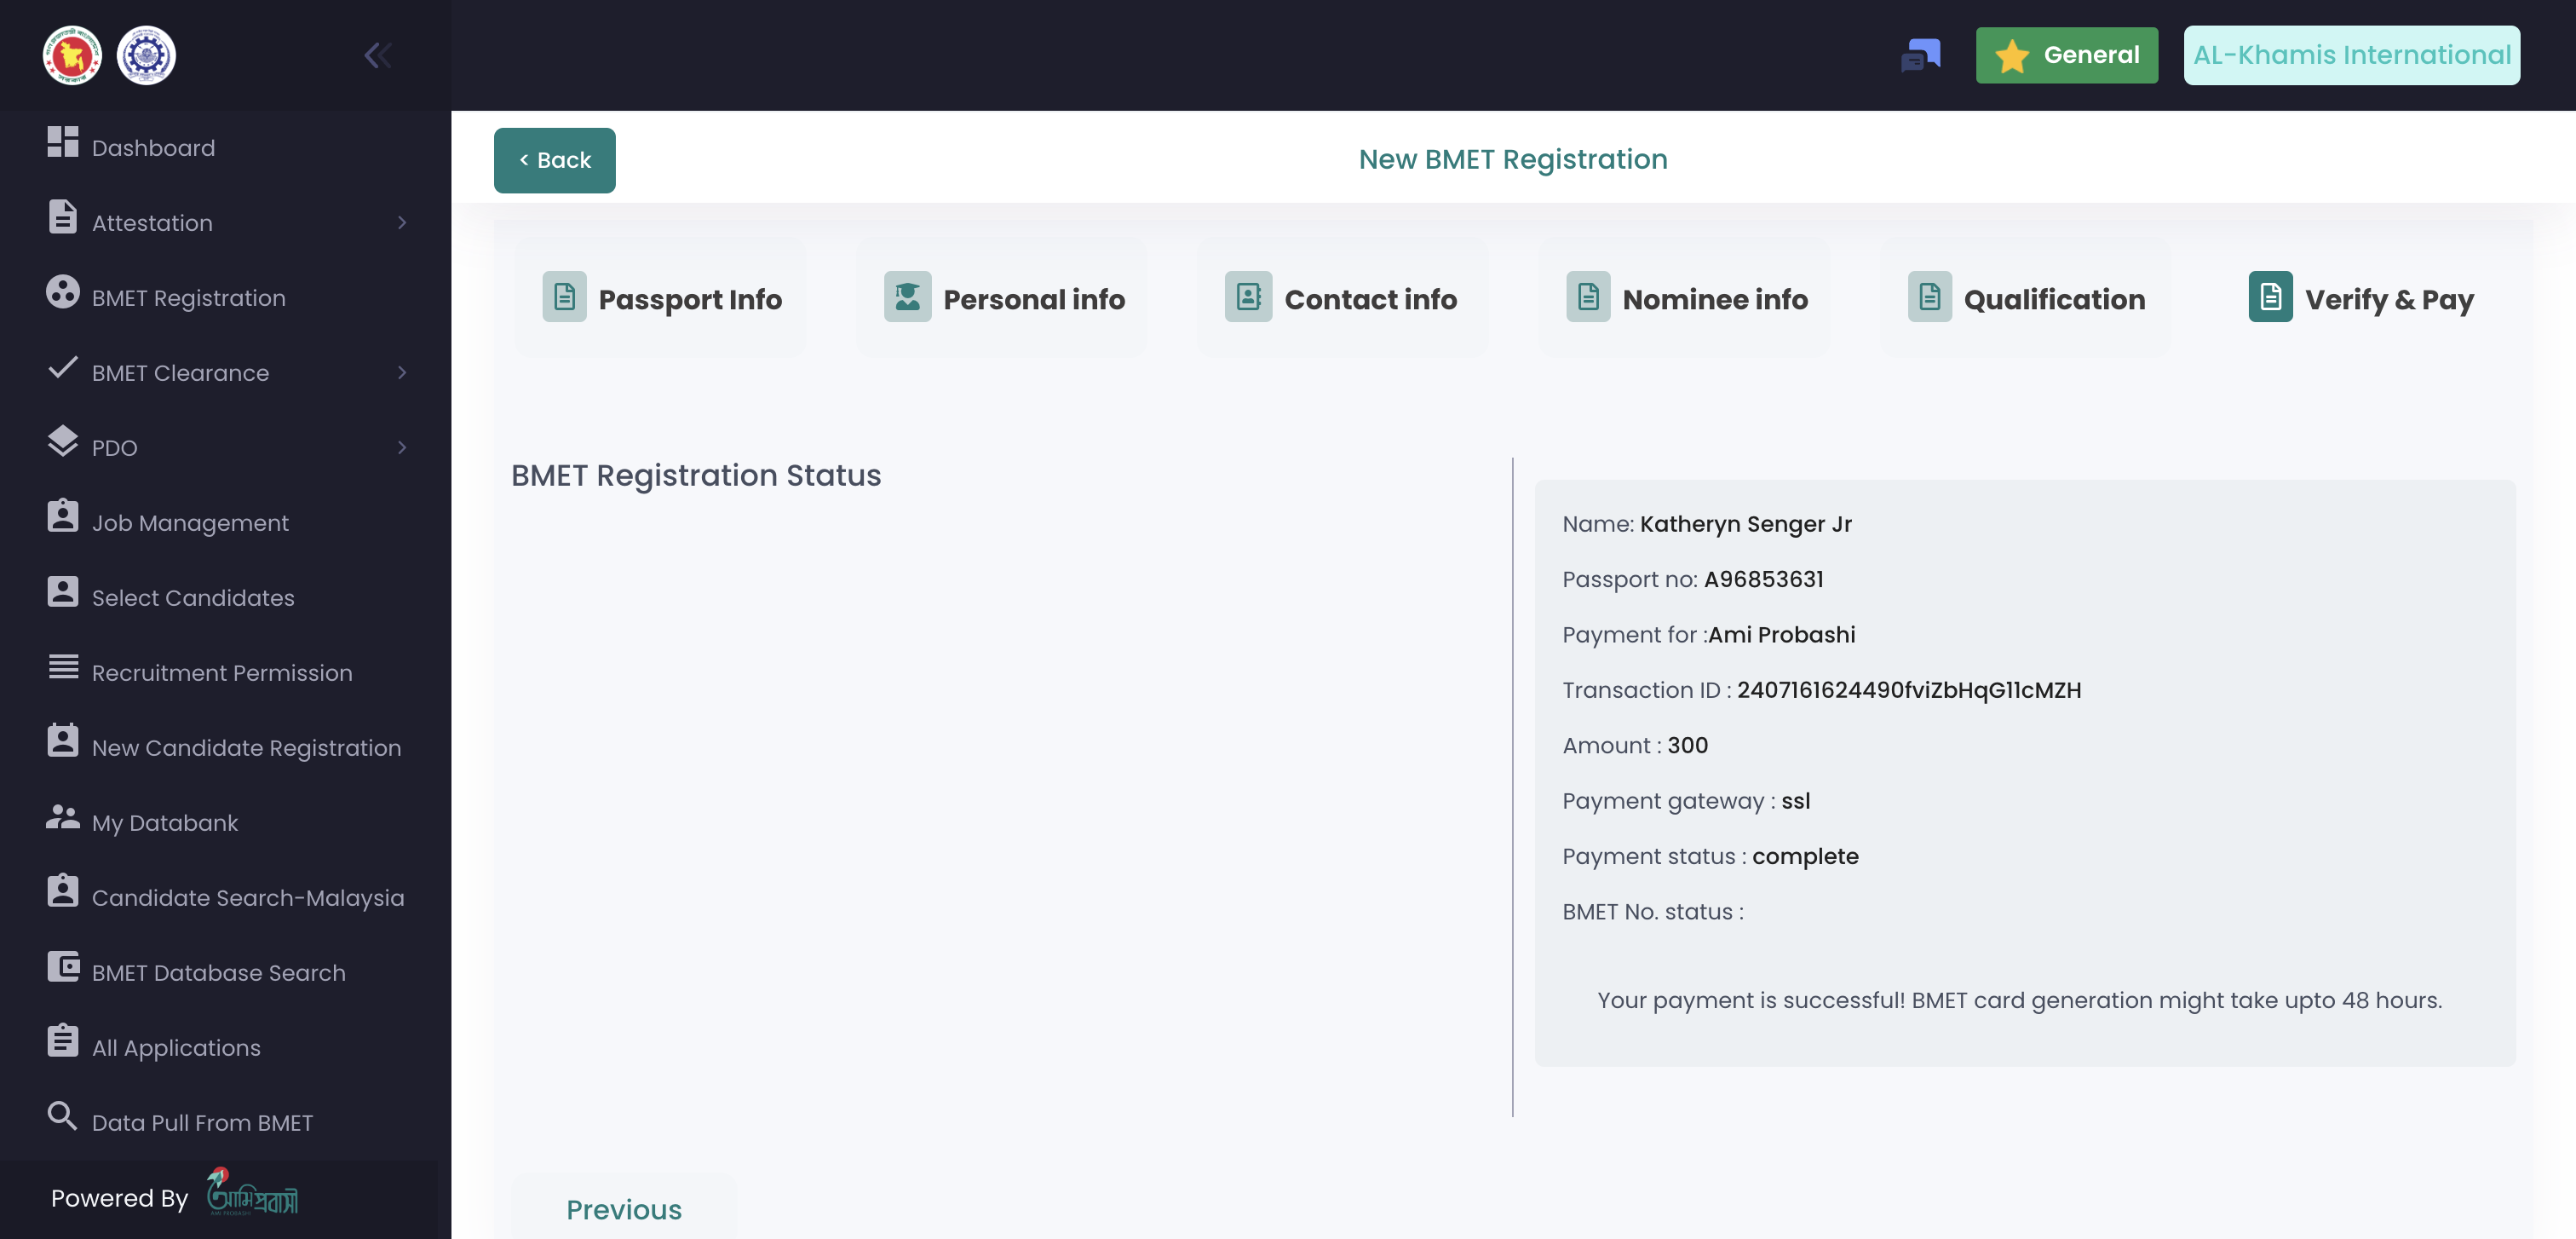 General
AL-Khamis International
Dashboard
Attestation
BMET Registration
BMET Clearance
PDO
Job Management
Select Candidates
Recruitment Permission
New Candidate Registration
My Databank
Candidate Search-Malaysia
BMET Database Search
All Applications
Data Pull From BMET
Powered By আমি প্রবাসী
< Back
New BMET Registration
Passport Info
Personal info
Contact info
Nominee info
Qualification
Verify & Pay
BMET Registration Status
Name: Katheryn Senger Jr
Passport no: A96853631
Payment for :Ami Probashi
Transaction ID : 2407161624490fviZbHqG11cMZH
Amount : 300
Payment gateway : ssl
Payment status : complete
BMET No. status :
Your payment is successful! BMET card generation might take upto 48 hours.
Previous